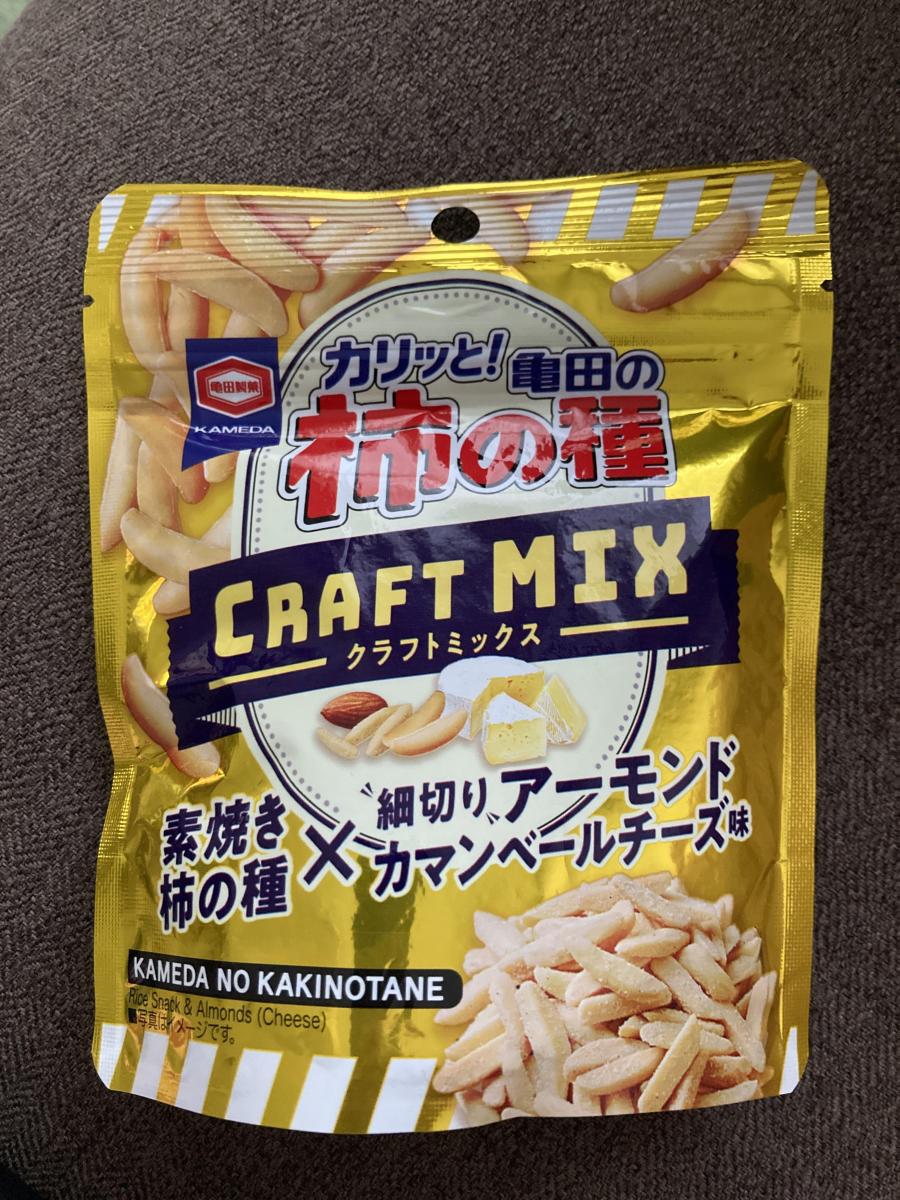 カリッと!亀田の
亀田製菓
KAMEDA
柿の種
CRAFT MIX
クラフトミックス
素焼き
柿の種
×
"細切り"アーモンド
カマンベールチーズ味
KAMEDA NO KAKINOTANE
Rice Snack & Almonds (Cheese)
■写真はイメージです。